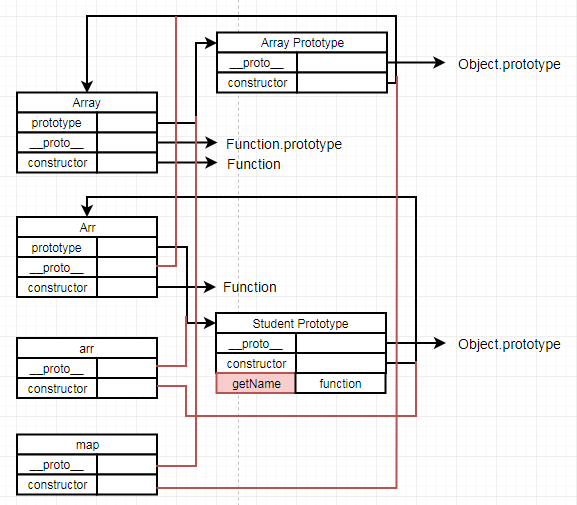 Array Prototype
__proto__
Object.prototype
constructor
Array
prototype
__proto__
Function.prototype
constructor
Function
Arr
prototype
__proto__
constructor
Function
Student Prototype
__proto__
Object.prototype
constructor
getName function
arr
__proto__
constructor
map
__proto__
constructor